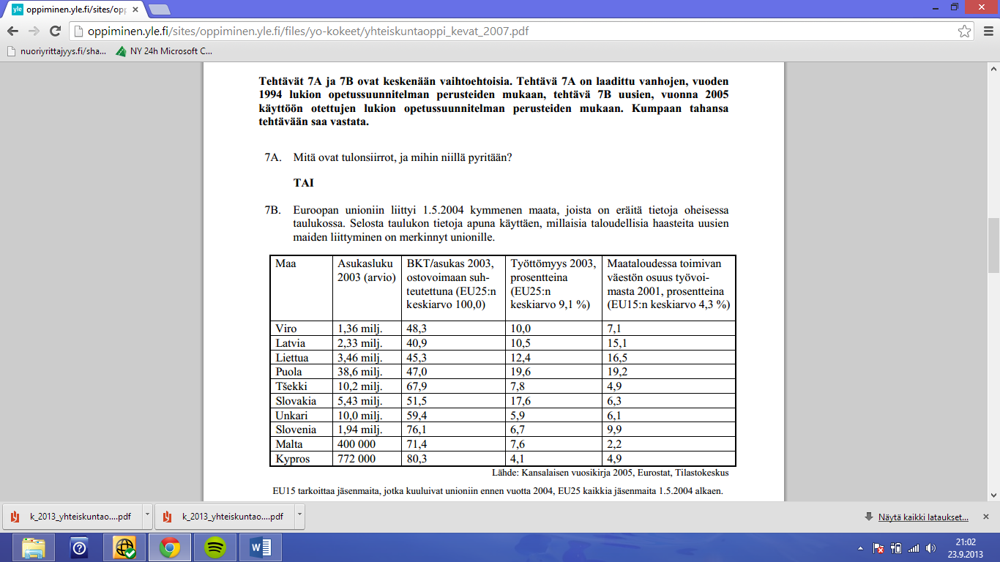 yle oppiminen.yle.fi/sites/opp
oppiminen.yle.fi/sites/oppiminen.yle.fi/files/yo-kokeet/yhteiskuntaoppi_kevat_2007.pdf
nuoriyrittajyys.fi/sha... NY 24h Microsoft C...
Tehtävät 7A ja 7B ovat keskenään vaihtoehtoisia. Tehtävä 7A on laadittu vanhojen, vuoden
1994 lukion opetussuunnitelman perusteiden mukaan, tehtävä 7B uusien, vuonna 2005
käyttöön otettujen lukion opetussuunnitelman perusteiden mukaan. Kumpaan tahansa
tehtävään saa vastata.
7A. Mitä ovat tulonsiirrot, ja mihin niillä pyritään?
TAI
7B. Euroopan unioniin liittyi 1.5.2004 kymmenen maata, joista on eräitä tietoja oheisessa
taulukossa. Selosta taulukon tietoja apuna käyttäen, millaisia taloudellisia haasteita uusien
maiden liittyminen on merkinnyt unionille.
Maa Asukasluku BKT/asukas 2003, Työttömyys 2003, Maataloudessa toimivan
2003 (arvio) ostovoimaan suh- prosentteina väestön osuus työvoi-
teutettuna (EU25:n (EU25:n masta 2001, prosentteina
keskiarvo 100,0) keskiarvo 9,1 %) (EU15:n keskiarvo 4,3 %)
Viro 1,36 milj. 48,3 10,0 7,1
Latvia 2,33 milj. 40,9 10,5 15,1
Liettua 3,46 milj. 45,3 12,4 16,5
Puola 38,6 milj. 47,0 19,6 19,2
Tšekki 10,2 milj. 67,9 7,8 4,9
Slovakia 5,43 milj. 51,5 17,6 6,3
Unkari 10,0 milj. 59,4 5,9 6,1
Slovenia 1,94 milj. 76,1 6,7 9,9
Malta 400 000 71,4 7,6 2,2
Kypros 772 000 80,3 4,1 4,9
Lähde: Kansalaisen vuosikirja 2005, Eurostat, Tilastokeskus
EU15 tarkoittaa jäsenmaita, jotka kuuluivat unioniin ennen vuotta 2004, EU25 kaikkia jäsenmaita 1.5.2004 alkaen.
k_2013_yhteiskuntao....pdf k_2013_yhteiskuntao....pdf Näytä kaikki lataukset...
21:02
23.9.2013